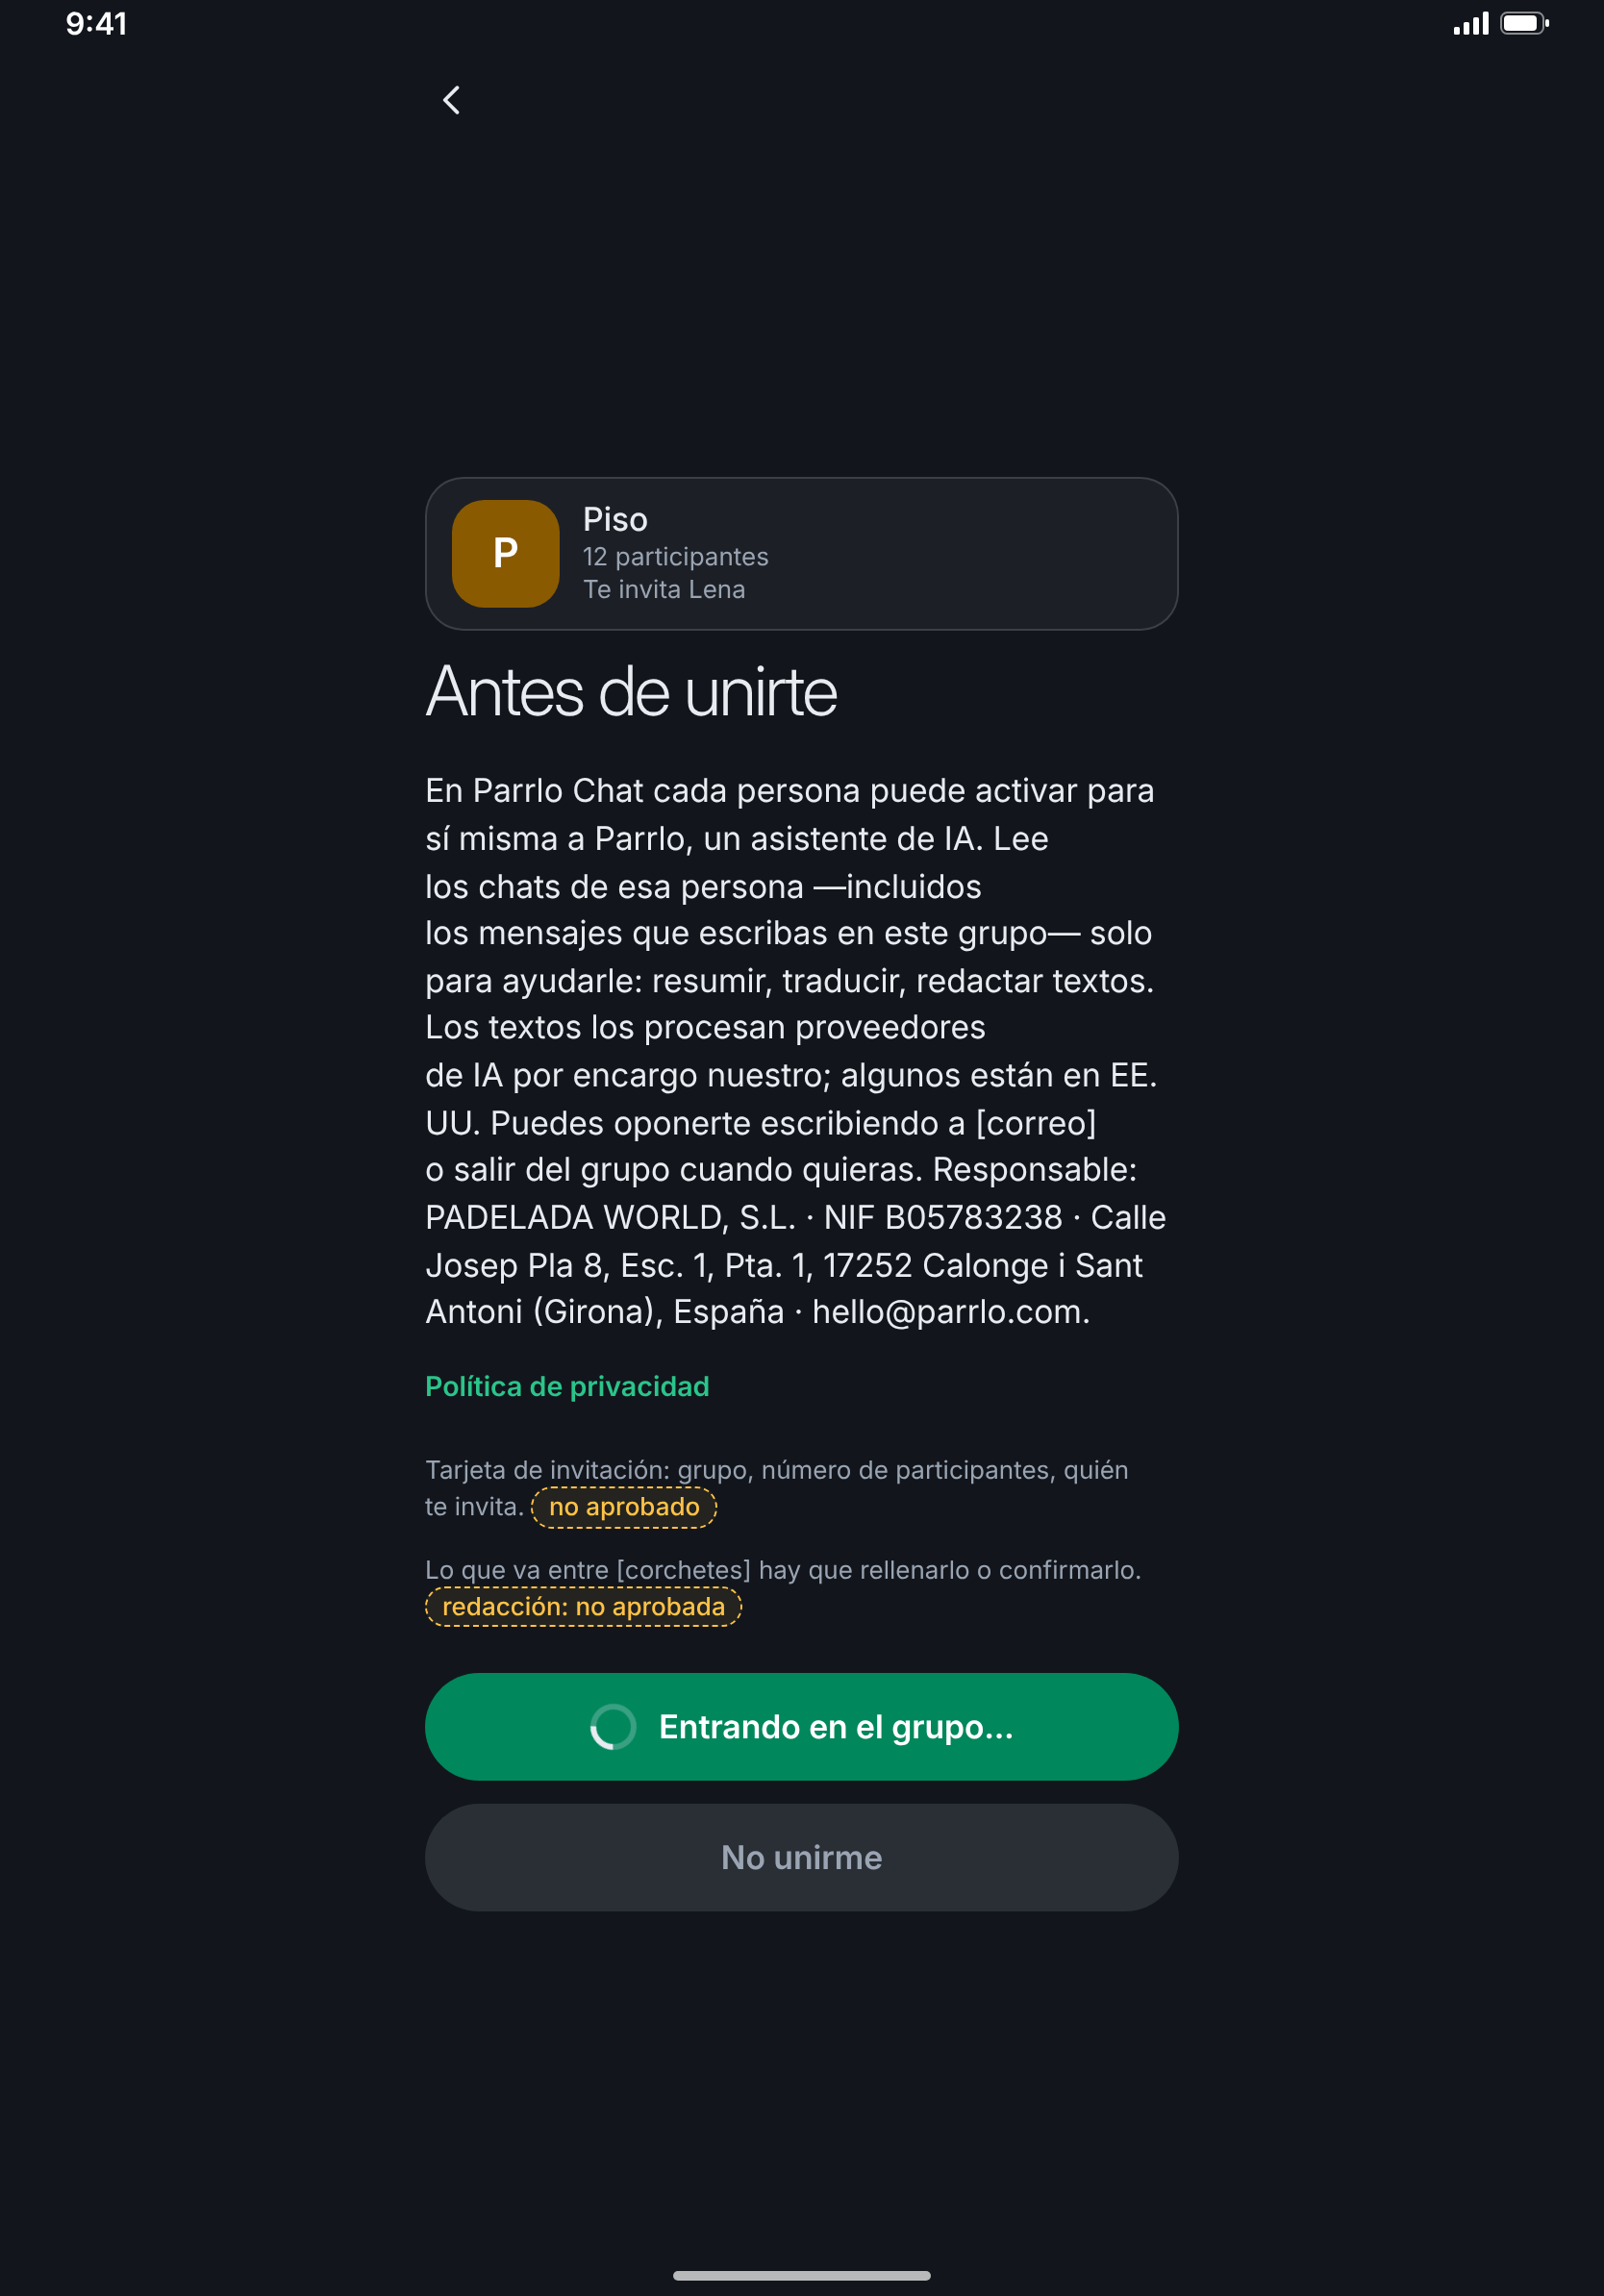 9:41
P
Piso
12 participantes
Te invita Lena
Antes de unirte
En Parrlo Chat cada persona puede activar para
sí misma a Parrlo, un asistente de IA. Lee
los chats de esa persona —incluidos
los mensajes que escribas en este grupo— solo
para ayudarle: resumir, traducir, redactar textos.
Los textos los procesan proveedores
de IA por encargo nuestro; algunos están en EE.
UU. Puedes oponerte escribiendo a [correo]
o salir del grupo cuando quieras. Responsable:
PADELADA WORLD, S.L. · NIF B05783238 · Calle
Josep Pla 8, Esc. 1, Pta. 1, 17252 Calonge i Sant
Antoni (Girona), España · hello@parrlo.com.
Política de privacidad
Tarjeta de invitación: grupo, número de participantes, quién
te invita. no aprobado
Lo que va entre [corchetes] hay que rellenarlo o confirmarlo.
redacción: no aprobada
Entrando en el grupo...
No unirme